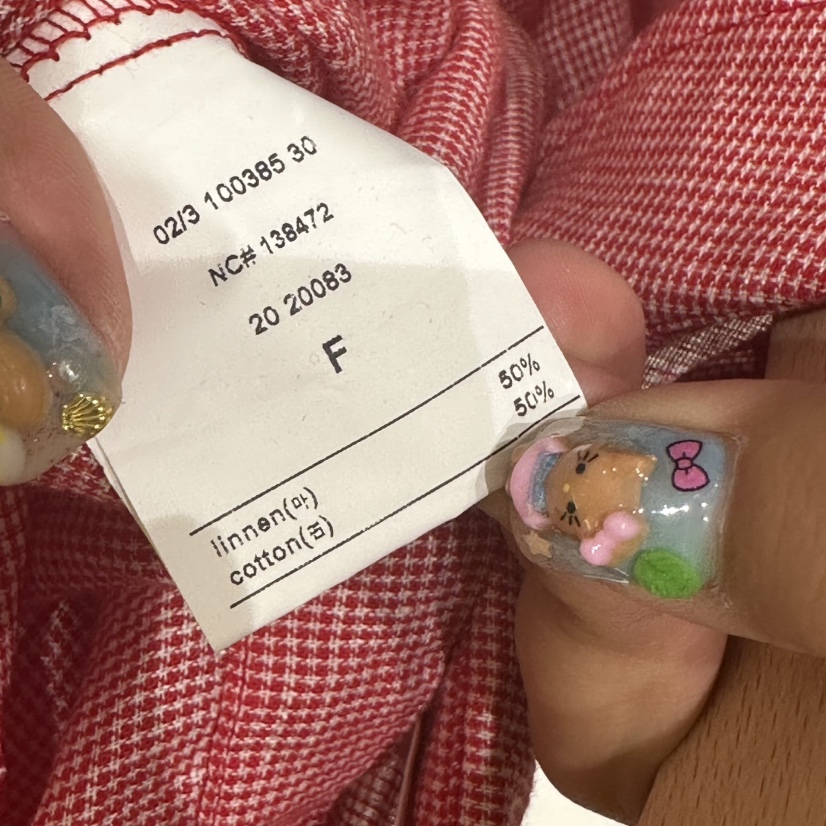 02/3 100385 30
NC# 138472
20 20083
F
linnen(마) 50%
cotton(면) 50%